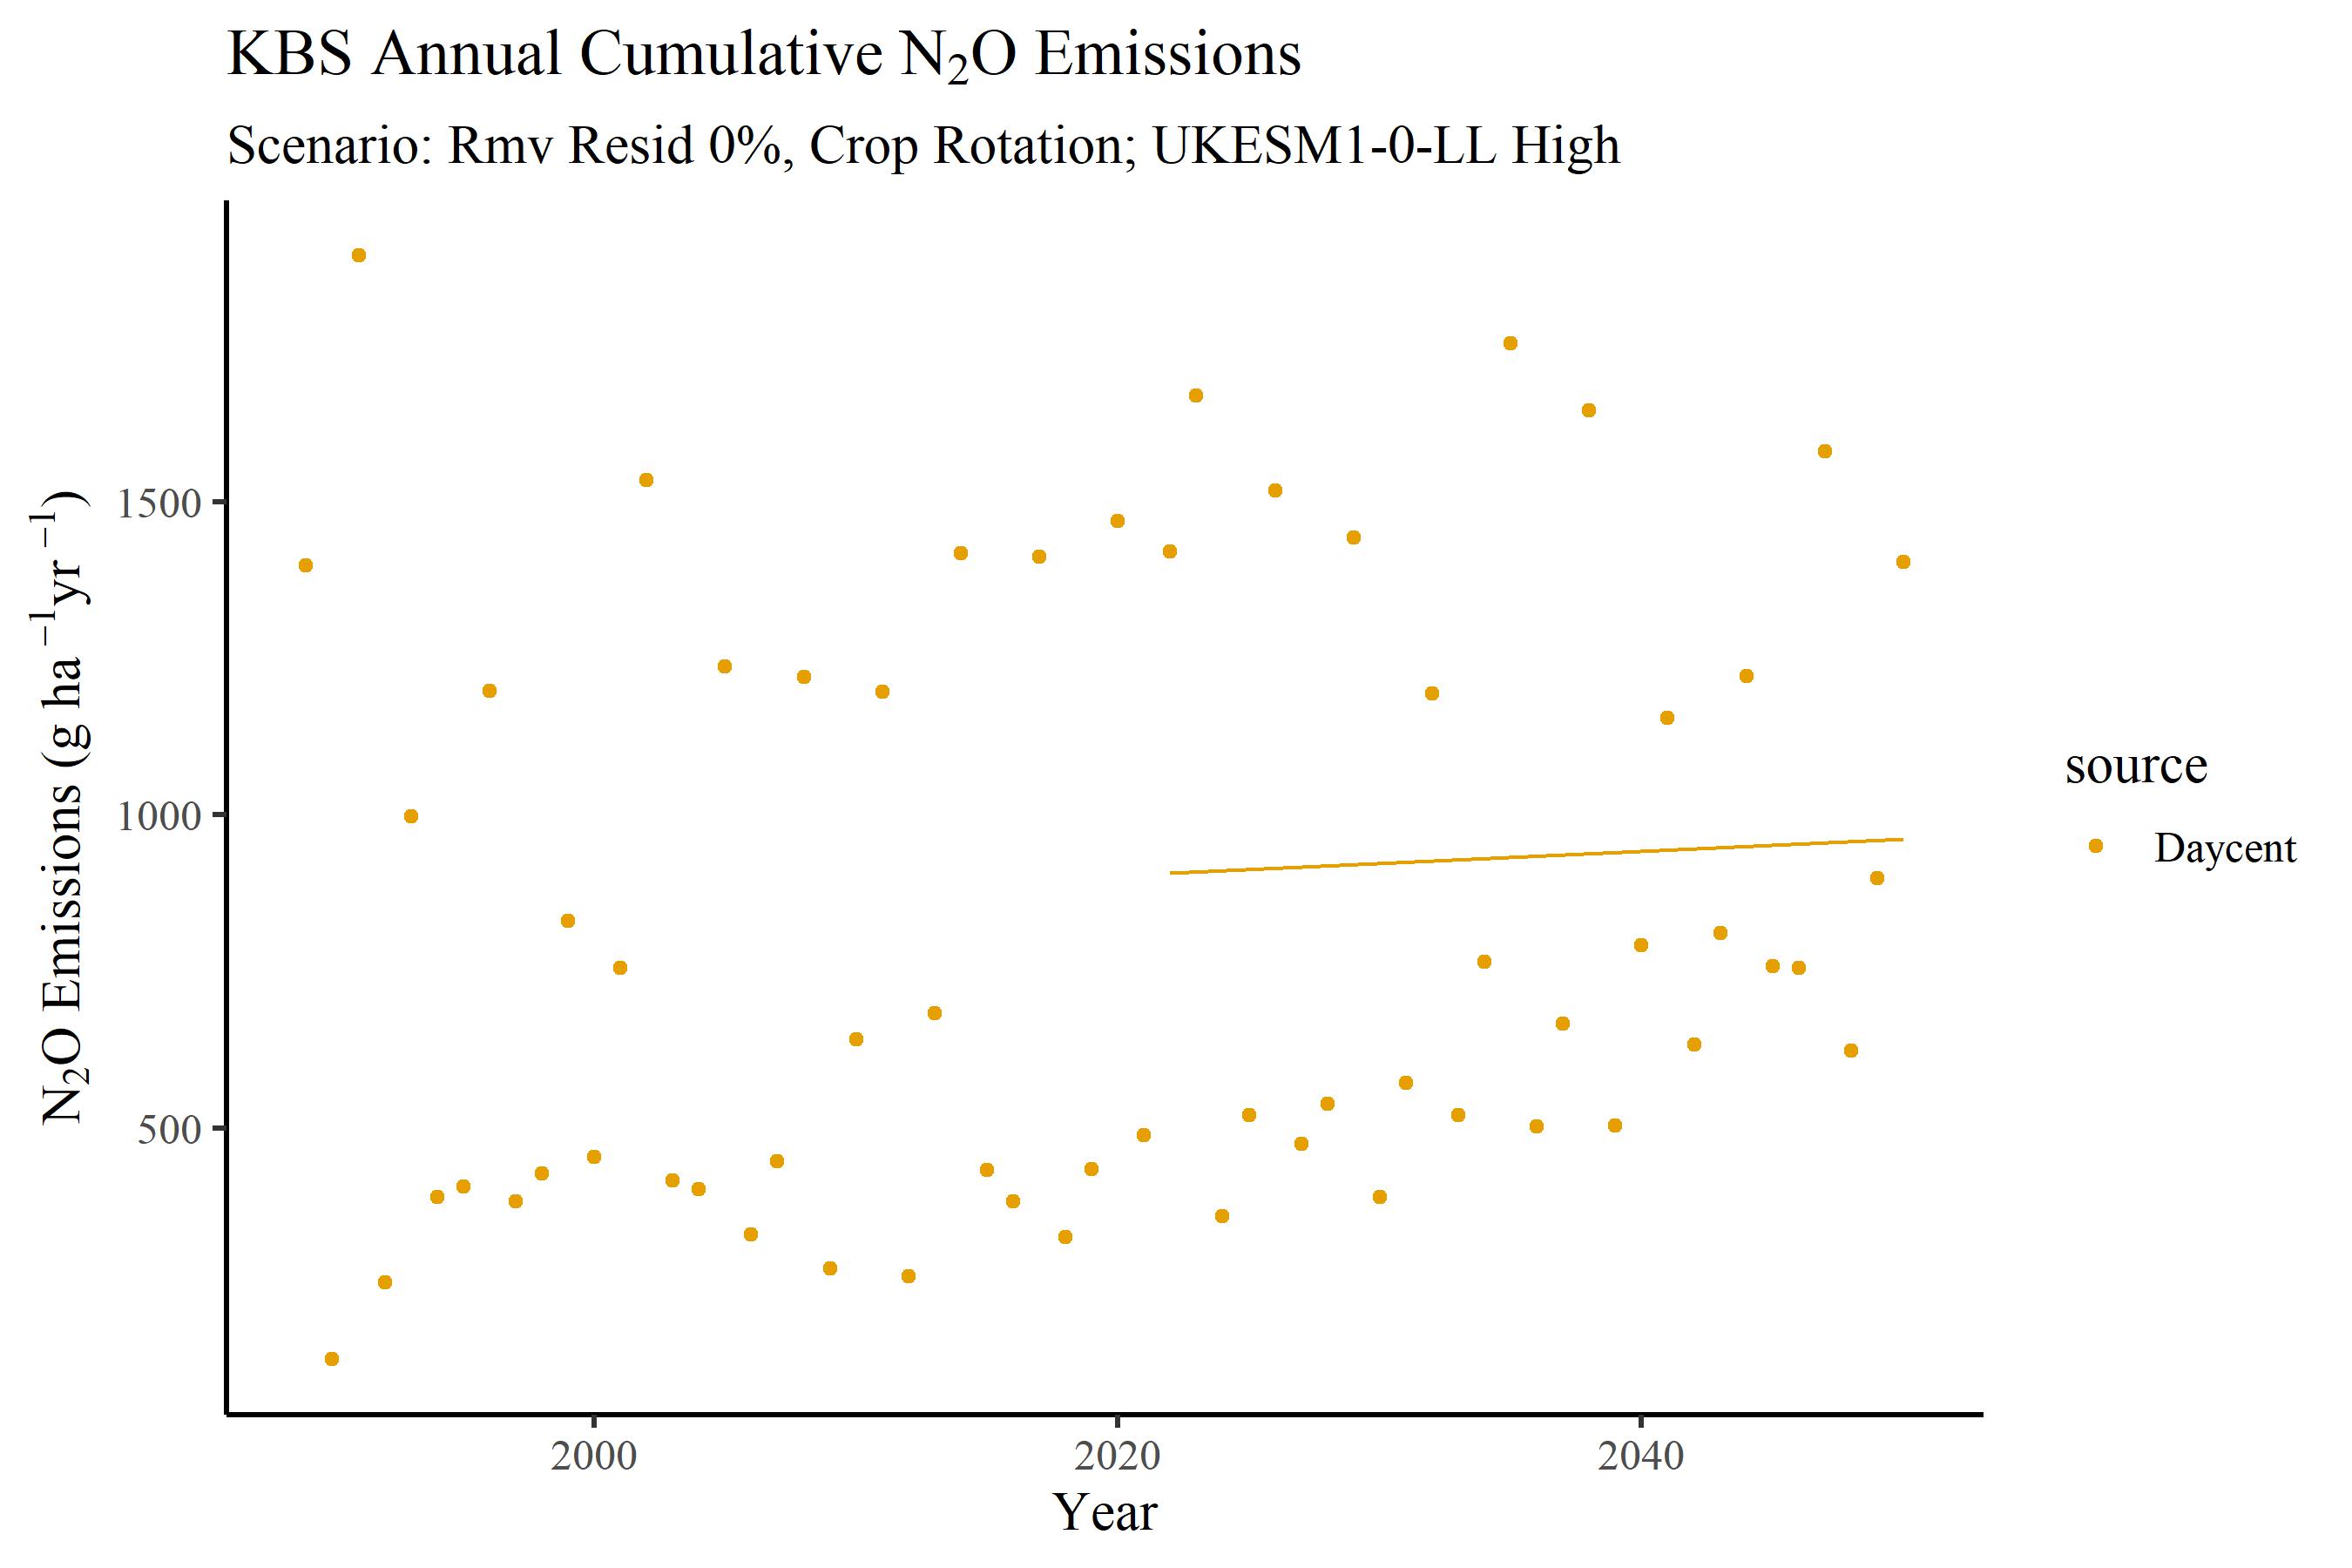 KBS Annual Cumulative N₂O Emissions
Scenario: Rmv Resid 0%, Crop Rotation; UKESM1-0-LL High
N₂O Emissions (g ha⁻¹yr⁻¹)
1500
1000
500
2000
2020
2040
Year
source
Daycent